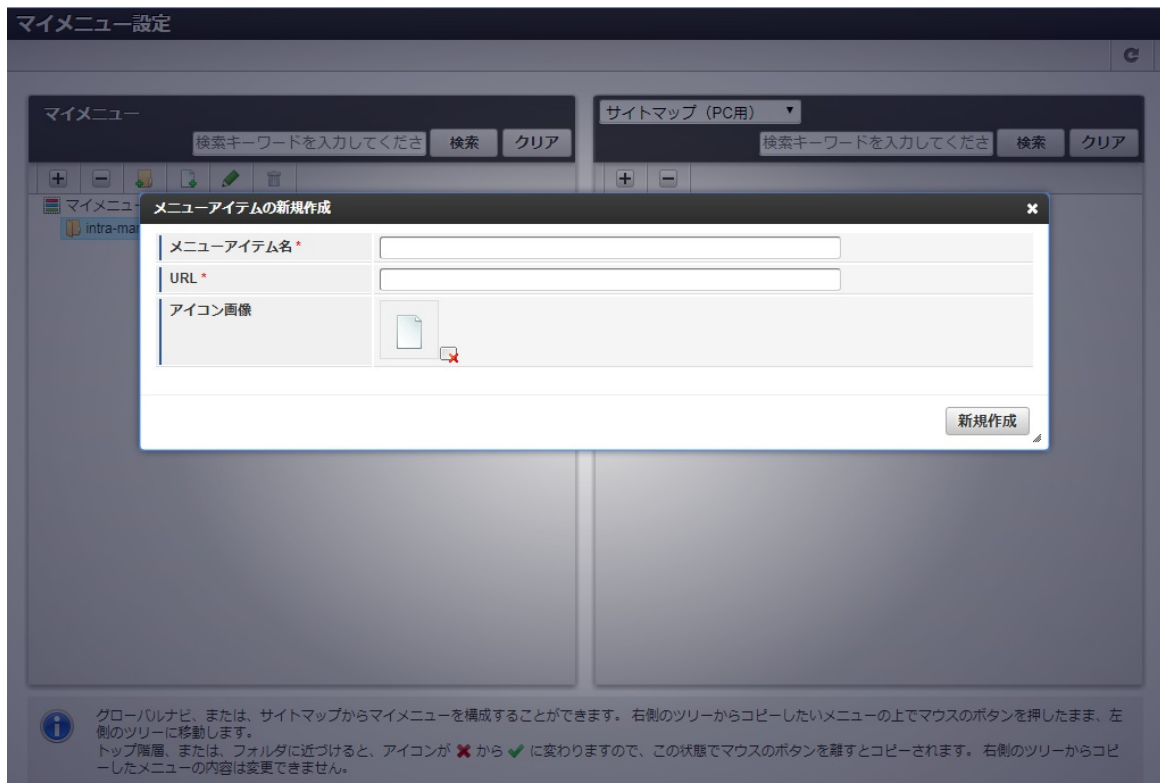 マイメニュー設定
マイメニュー
検索キーワードを入力してくださ 検索 クリア
サイトマップ（PC用）
検索キーワードを入力してくださ 検索 クリア
マイメニュー
intra-mar
メニューアイテムの新規作成
メニューアイテム名*
URL*
アイコン画像
新規作成
グローバルナビ、または、サイトマップからマイメニューを構成することができます。 右側のツリーからコピーしたいメニューの上でマウスのボタンを押したまま、左
側のツリーに移動します。
トップ階層、または、フォルダに近づけると、アイコンが ✖ から ✔ に変わりますので、この状態でマウスのボタンを離すとコピーされます。 右側のツリーからコピ
ーしたメニューの内容は変更できません。